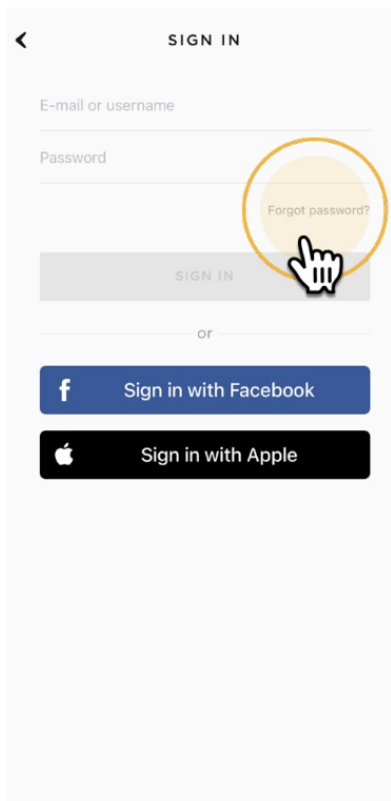 SIGN IN
E-mail or username
Password
Forgot password?
SIGN IN
or
f Sign in with Facebook
Sign in with Apple